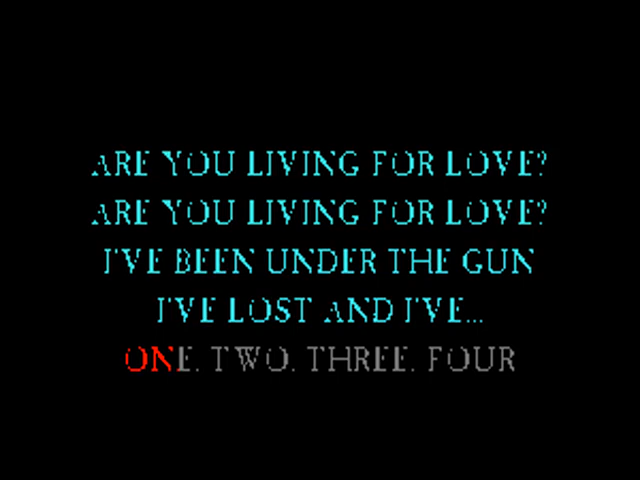 ARE YOU LIVING FOR LOVE?
ARE YOU LIVING FOR LOVE?
I'VE BEEN UNDER THE GUN
I'VE LOST AND I'VE...
ONE. TWO. THREE. FOUR